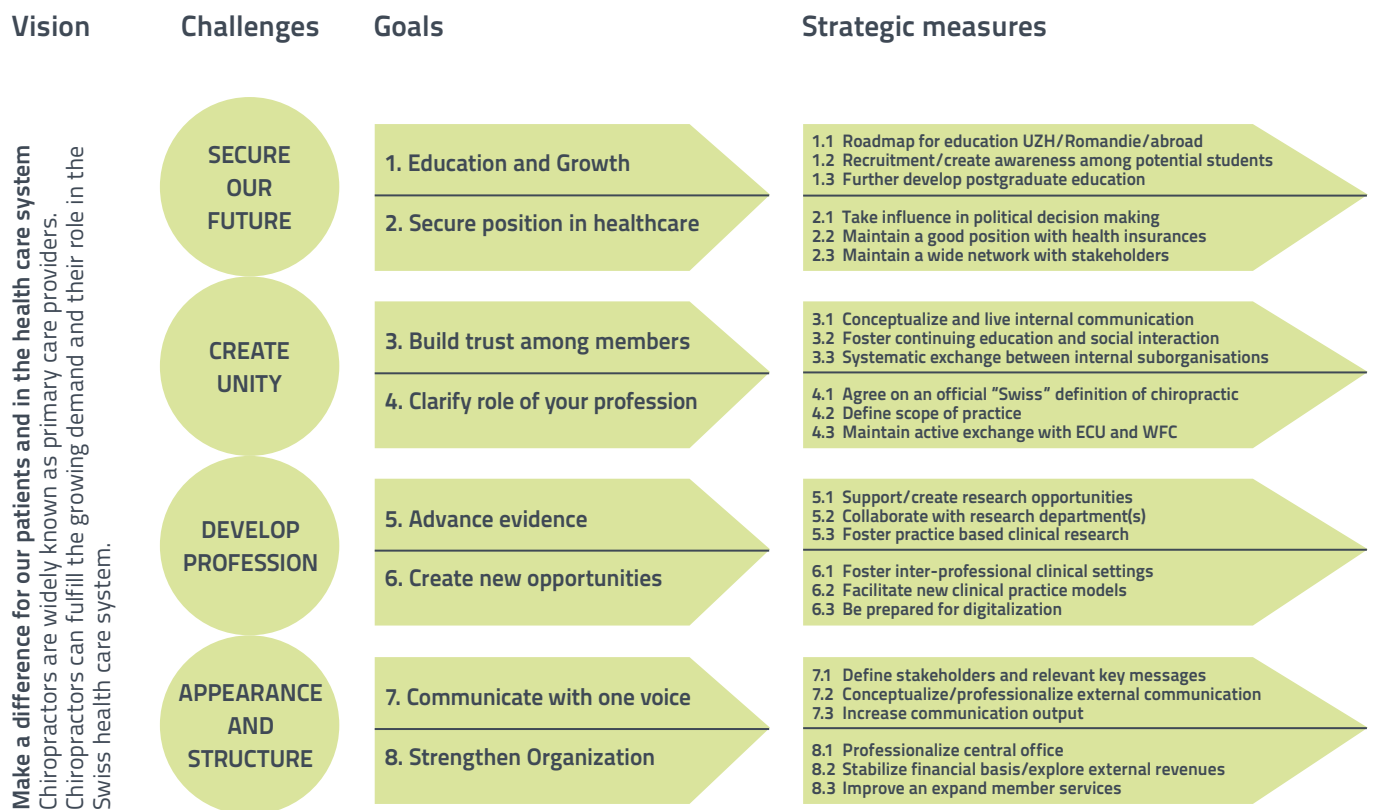 Vision
Challenges
Goals
Strategic measures
Make a difference for our patients and in the health care system
Chiropractors are widely known as primary care providers.
Chiropractors can fulfill the growing demand and their role in the
Swiss health care system.
SECURE
OUR
FUTURE
1. Education and Growth
2. Secure position in healthcare
1.1 Roadmap for education UZH/Romandie/abroad
1.2 Recruitment/create awareness among potential students
1.3 Further develop postgraduate education
2.1 Take influence in political decision making
2.2 Maintain a good position with health insurances
2.3 Maintain a wide network with stakeholders
CREATE
UNITY
3. Build trust among members
4. Clarify role of your profession
3.1 Conceptualize and live internal communication
3.2 Foster continuing education and social interaction
3.3 Systematic exchange between internal suborganisations
4.1 Agree on an official "Swiss" definition of chiropractic
4.2 Define scope of practice
4.3 Maintain active exchange with ECU and WFC
DEVELOP
PROFESSION
5. Advance evidence
6. Create new opportunities
5.1 Support/create research opportunities
5.2 Collaborate with research department(s)
5.3 Foster practice based clinical research
6.1 Foster inter-professional clinical settings
6.2 Facilitate new clinical practice models
6.3 Be prepared for digitalization
APPEARANCE
AND
STRUCTURE
7. Communicate with one voice
8. Strengthen Organization
7.1 Define stakeholders and relevant key messages
7.2 Conceptualize/professionalize external communication
7.3 Increase communication output
8.1 Professionalize central office
8.2 Stabilize financial basis/explore external revenues
8.3 Improve an expand member services